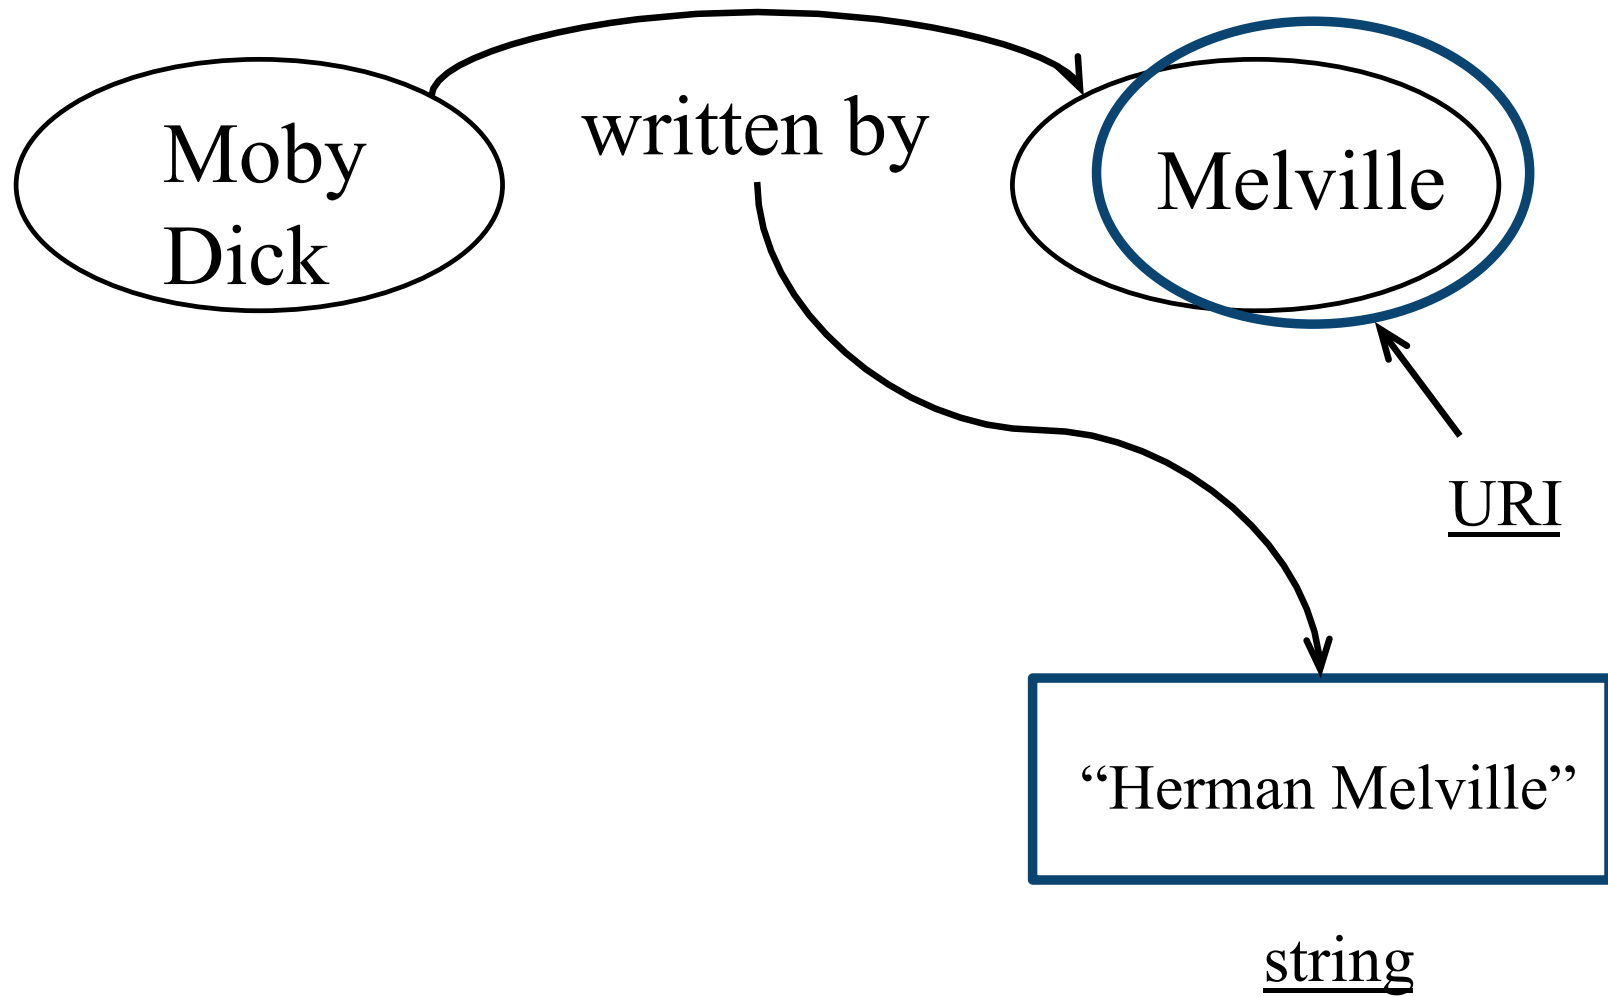 Moby
Dick
written by
Melville
URI
“Herman Melville”
string